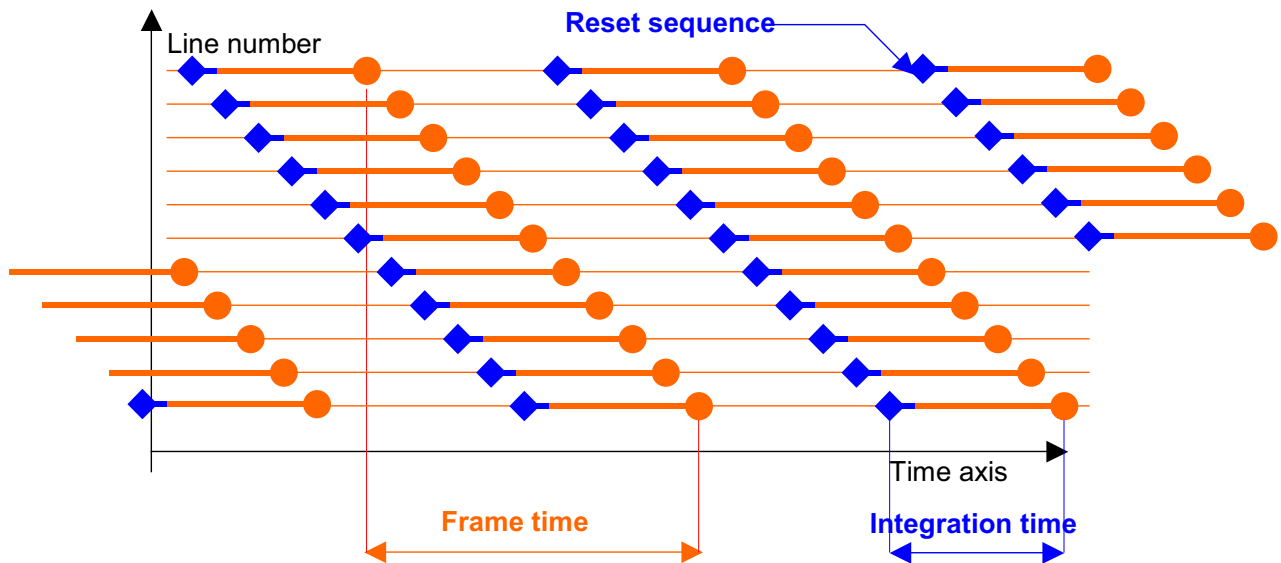 Reset sequence
Line number
Time axis
Frame time
Integration time